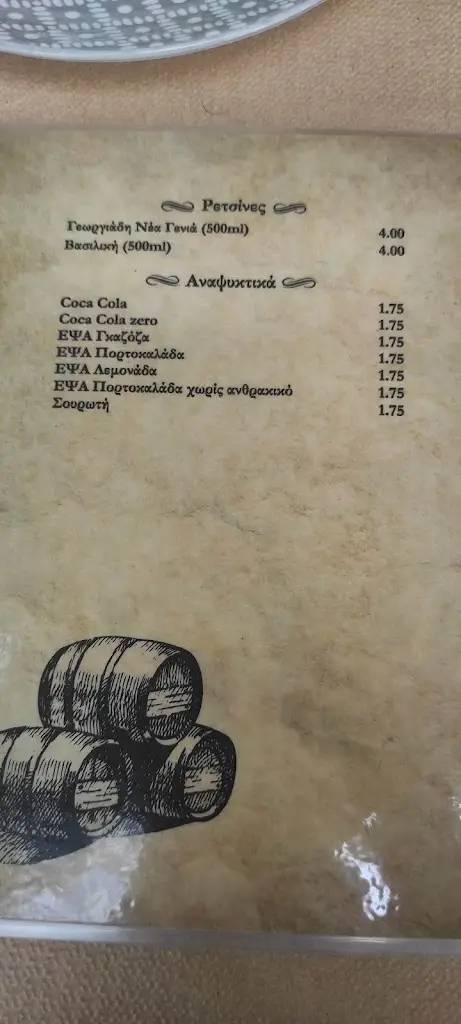 Ρετσίνες
Γεωργιάδη Νέα Γενιά (500ml) 4.00
Βασιλική (500ml) 4.00
Αναψυκτικά
Coca Cola 1.75
Coca Cola zero 1.75
ΕΨΑ Γκαζόζα 1.75
ΕΨΑ Πορτοκαλάδα 1.75
ΕΨΑ Λεμονάδα 1.75
ΕΨΑ Πορτοκαλάδα χωρίς ανθρακικό 1.75
Σουρωτή 1.75